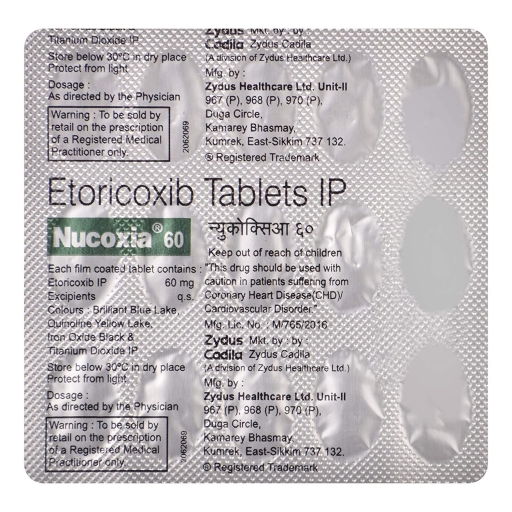 Titanium Dioxide IP
Store below 30°C in dry place
Protect from light
Dosage :
As directed by the Physician
Warning : To be sold by
retail on the prescription
of a Registered Medical
Practitioner only.
2062069
Zydus Mkt. by : by :
Cadila Zydus Cadila
(A division of Zydus Healthcare Ltd.)
Mfg. by :
Zydus Healthcare Ltd. Unit-II
967 (P), 968 (P), 970 (P),
Duga Circle,
Kamarey Bhasmay,
Kumrek, East-Sikkim 737 132.
® Registered Trademark
Etoricoxib Tablets IP
Nucoxia® 60
न्युकोक्सिआ ६०
Each film coated tablet contains :
Etoricoxib IP 60 mg
Excipients q.s.
Colours : Brilliant Blue Lake,
Quinoline Yellow Lake,
Iron Oxide Black &
Titanium Dioxide IP
Store below 30°C in dry place
Protect from light
Dosage :
As directed by the Physician
Warning : To be sold by
retail on the prescription
of a Registered Medical
Practitioner only.
2062069
Keep out of reach of children
"This drug should be used with
caution in patients suffering from
Coronary Heart Disease(CHD)/
Cardiovascular Disorder."
Mfg. Lic. No. : M/765/2016
Zydus Mkt. by : by :
Cadila Zydus Cadila
(A division of Zydus Healthcare Ltd.)
Mfg. by :
Zydus Healthcare Ltd. Unit-II
967 (P), 968 (P), 970 (P),
Duga Circle,
Kamarey Bhasmay,
Kumrek, East-Sikkim 737 132.
® Registered Trademark